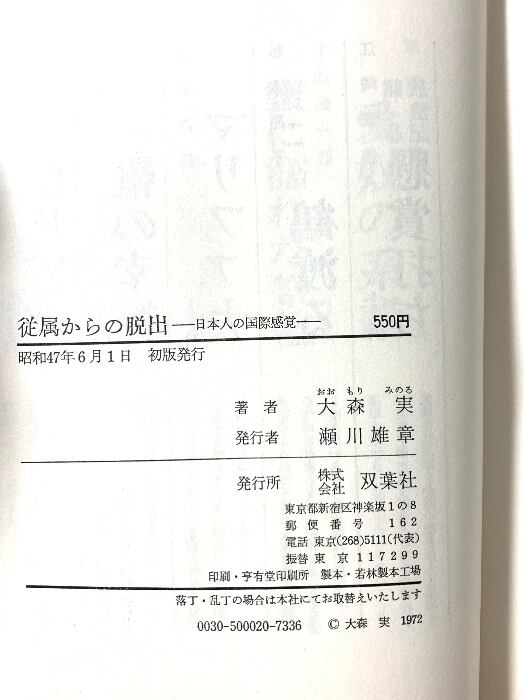 従属からの脱出――日本人の国際感覚―― 550円
昭和47年6月1日 初版発行
おお もり みのる
著者 大森 実
発行者 瀬川雄章
発行所 株式会社 双葉社
東京都新宿区神楽坂1の8
郵便番号 162
電話 東京(268)5111(代表)
振替 東京 117299
印刷・亨有堂印刷所 製本・若林製本工場
落丁・乱丁の場合は本社にてお取替えいたします
0030-500020-7336 © 大森 実 1972